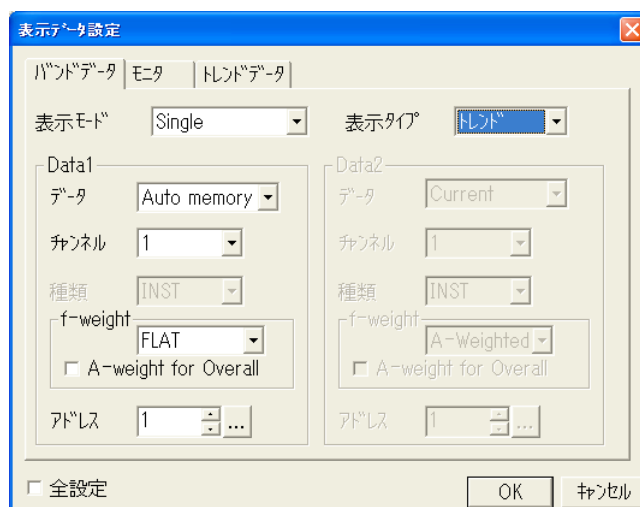 表示ﾃﾞｰﾀ設定
ﾊﾞﾝﾄﾞﾃﾞｰﾀ ﾓﾆﾀ ﾄﾚﾝﾄﾞﾃﾞｰﾀ
表示ﾓｰﾄﾞ Single 表示ﾀｲﾌﾟ ﾄﾚﾝﾄﾞ
Data1
ﾃﾞｰﾀ Auto memory
ﾁｬﾝﾈﾙ 1
種類 INST
f-weight
FLAT
A-weight for Overall
ｱﾄﾞﾚｽ 1 ...
Data2
ﾃﾞｰﾀ Current
ﾁｬﾝﾈﾙ 1
種類 INST
f-weight
A-Weighted
A-weight for Overall
ｱﾄﾞﾚｽ 1 ...
全設定 OK ｷｬﾝｾﾙ